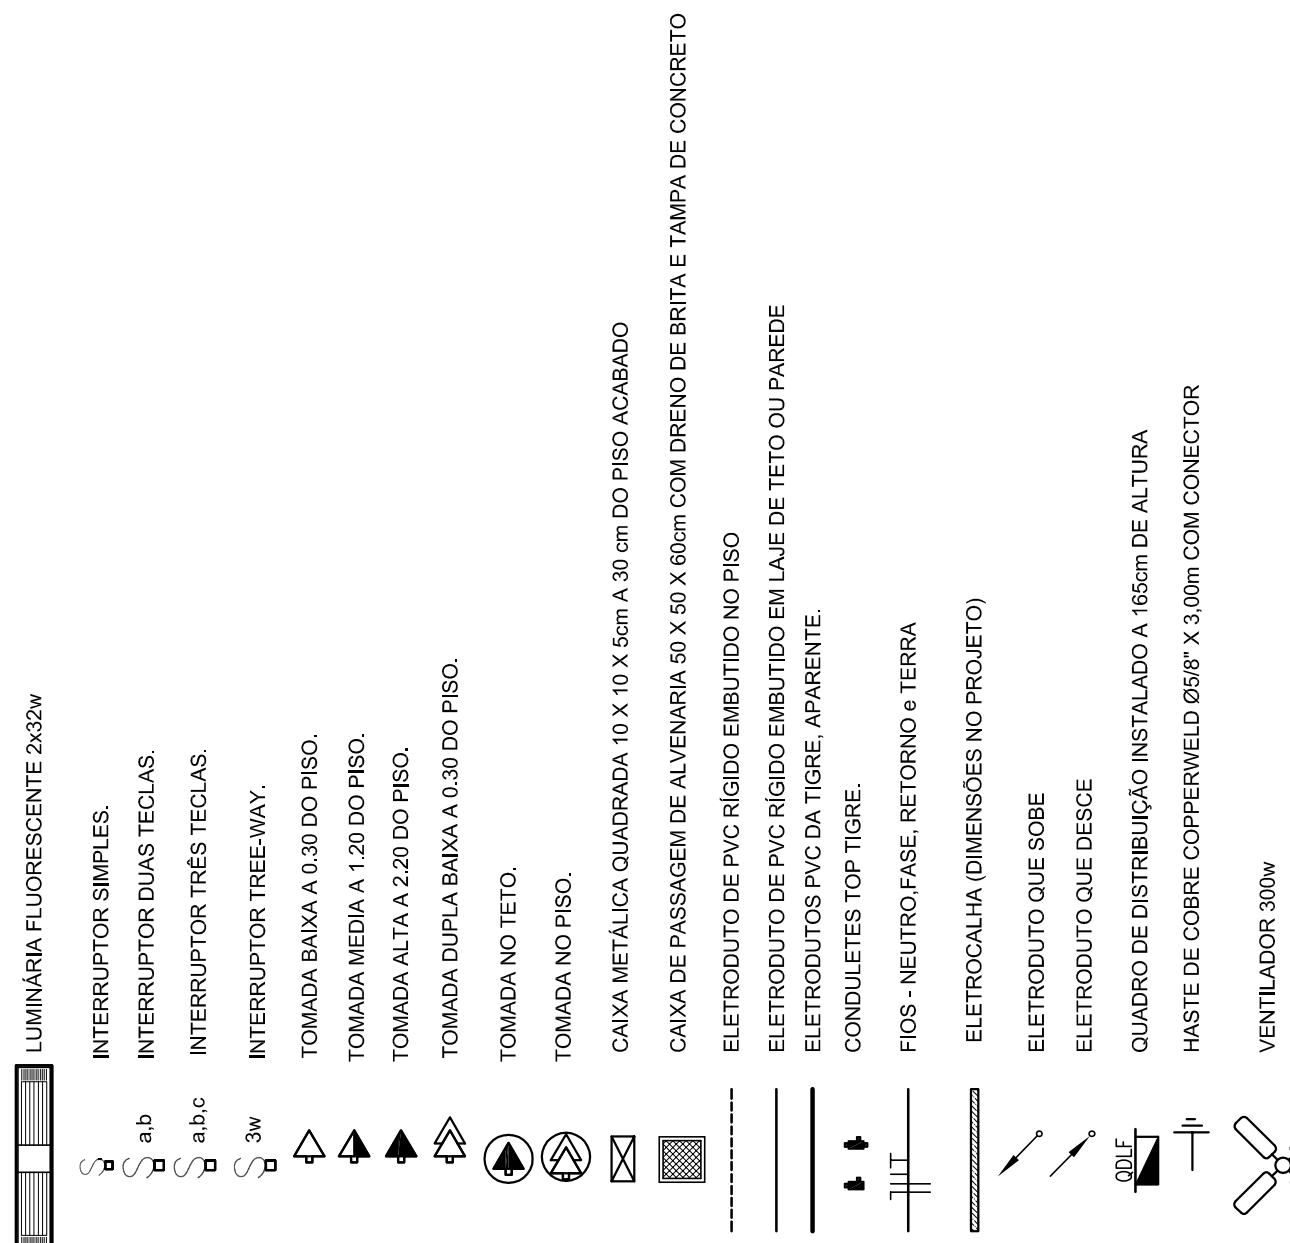 LUMINÁRIA FLUORESCENTE 2x32w
INTERRUPTOR SIMPLES.
a,b INTERRUPTOR DUAS TECLAS.
a,b,c INTERRUPTOR TRÊS TECLAS.
3w INTERRUPTOR TREE-WAY.
TOMADA BAIXA A 0.30 DO PISO.
TOMADA MEDIA A 1.20 DO PISO.
TOMADA ALTA A 2.20 DO PISO.
TOMADA DUPLA BAIXA A 0.30 DO PISO.
TOMADA NO TETO.
TOMADA NO PISO.
CAIXA METÁLICA QUADRADA 10 X 10 X 5cm A 30 cm DO PISO ACABADO
CAIXA DE PASSAGEM DE ALVENARIA 50 X 50 X 60cm COM DRENO DE BRITA E TAMPA DE CONCRETO
ELETRODUTO DE PVC RÍGIDO EMBUTIDO NO PISO
ELETRODUTO DE PVC RÍGIDO EMBUTIDO EM LAJE DE TETO OU PAREDE
ELETRODUTOS PVC DA TIGRE, APARENTE.
CONDULETES TOP TIGRE.
FIOS - NEUTRO,FASE, RETORNO e TERRA
ELETROCALHA (DIMENSÕES NO PROJETO)
ELETRODUTO QUE SOBE
ELETRODUTO QUE DESCE
QDLF QUADRO DE DISTRIBUIÇÃO INSTALADO A 165cm DE ALTURA
HASTE DE COBRE COPPERWELD Ø5/8" X 3,00m COM CONECTOR
VENTILADOR 300w